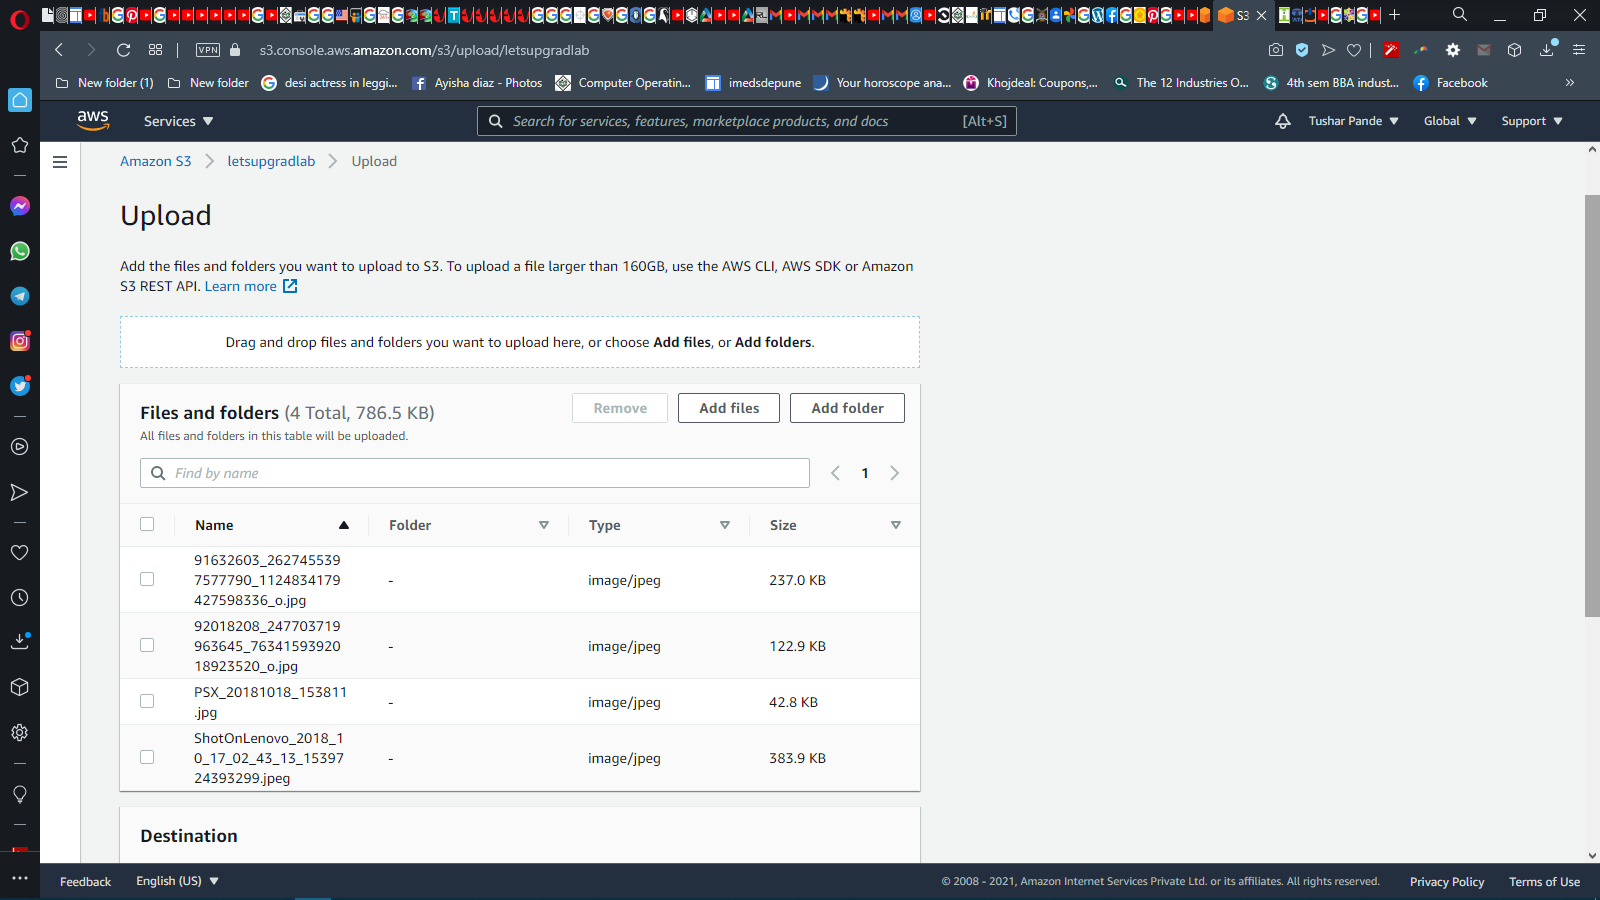 S3
VPN
s3.console.aws.amazon.com/s3/upload/letsupgradlab
New folder (1)
New folder
desi actress in leggi...
Ayisha diaz - Photos
Computer Operatin...
imedsdepune
Your horoscope ana...
Khojdeal: Coupons,...
The 12 Industries O...
4th sem BBA indust...
Facebook
»
aws
Services
Search for services, features, marketplace products, and docs
[Alt+S]
Tushar Pande
Global
Support
Amazon S3
letsupgradlab
Upload
Upload
Add the files and folders you want to upload to S3. To upload a file larger than 160GB, use the AWS CLI, AWS SDK or Amazon
S3 REST API. Learn more
Drag and drop files and folders you want to upload here, or choose Add files, or Add folders.
Files and folders (4 Total, 786.5 KB)
Remove
Add files
Add folder
All files and folders in this table will be uploaded.
Find by name
1
Name
Folder
Type
Size
91632603_262745539
7577790_1124834179
427598336_o.jpg
-
image/jpeg
237.0 KB
92018208_247703719
963645_76341593920
18923520_o.jpg
-
image/jpeg
122.9 KB
PSX_20181018_153811
.jpg
-
image/jpeg
42.8 KB
ShotOnLenovo_2018_1
0_17_02_43_13_15397
24393299.jpeg
-
image/jpeg
383.9 KB
Destination
Feedback
English (US)
© 2008 - 2021, Amazon Internet Services Private Ltd. or its affiliates. All rights reserved.
Privacy Policy
Terms of Use